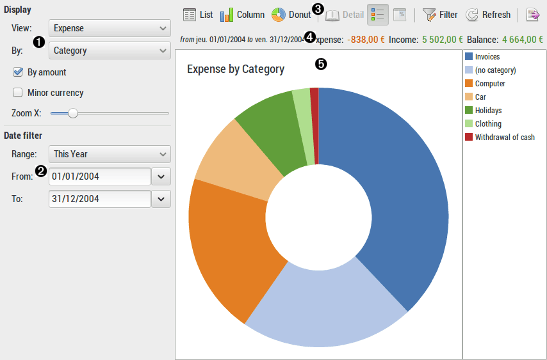 Display
View: Expense
1
By: Category
By amount
Minor currency
Zoom X:
Date filter
Range: This Year
2
From: 01/01/2004
To: 31/12/2004
List Column Donut 3 Detail Filter Refresh
from jeu. 01/01/2004 to ven. 31/12/2004 4 Expense: -838,00 € Income: 5 502,00 € Balance: 4 664,00 €
5
Expense by Category
Invoices
(no category)
Computer
Car
Holidays
Clothing
Withdrawal of cash